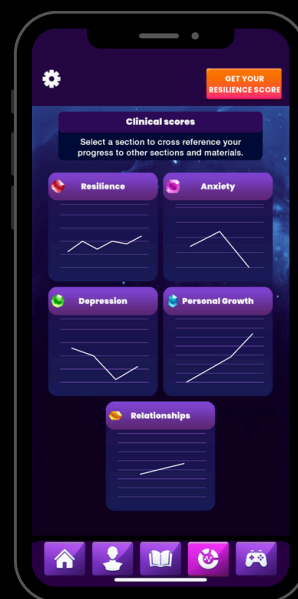 GET YOUR
RESILIENCE SCORE
Clinical scores
Select a section to cross reference your
progress to other sections and materials.
Resilience
Anxiety
Depression
Personal Growth
Relationships